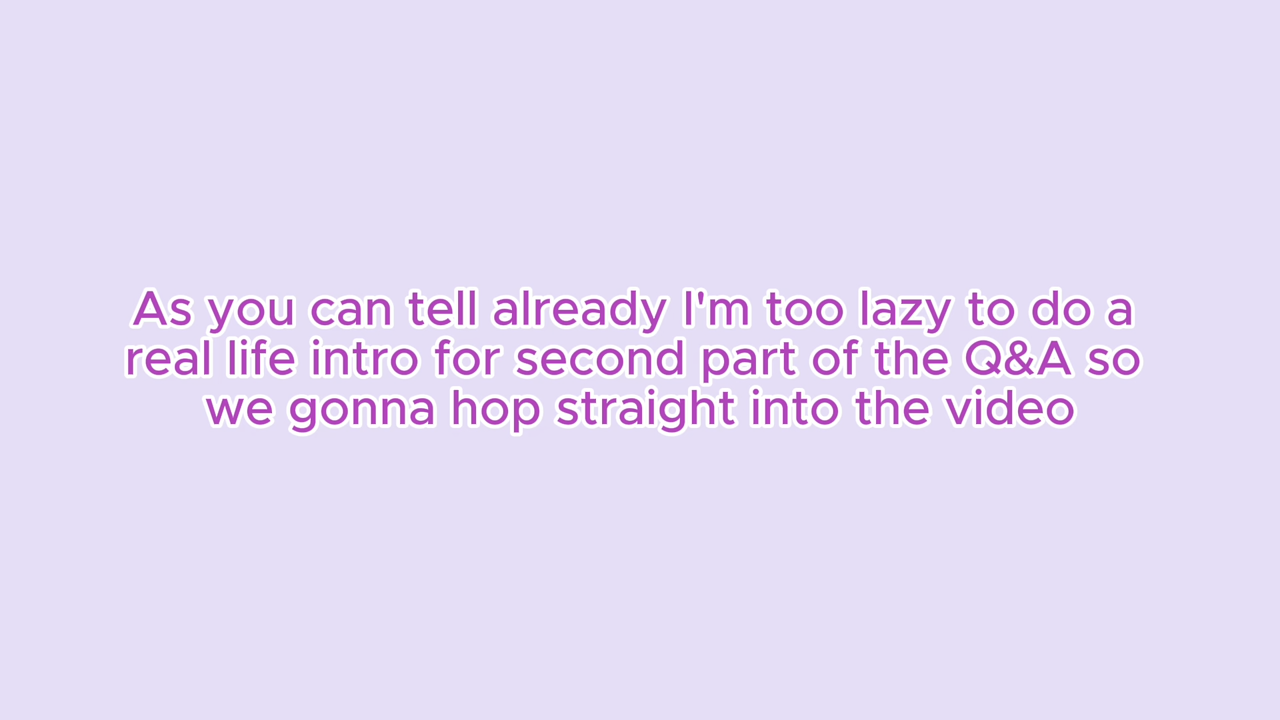 As you can tell already I'm too lazy to do a
real life intro for second part of the Q&A so
we gonna hop straight into the video